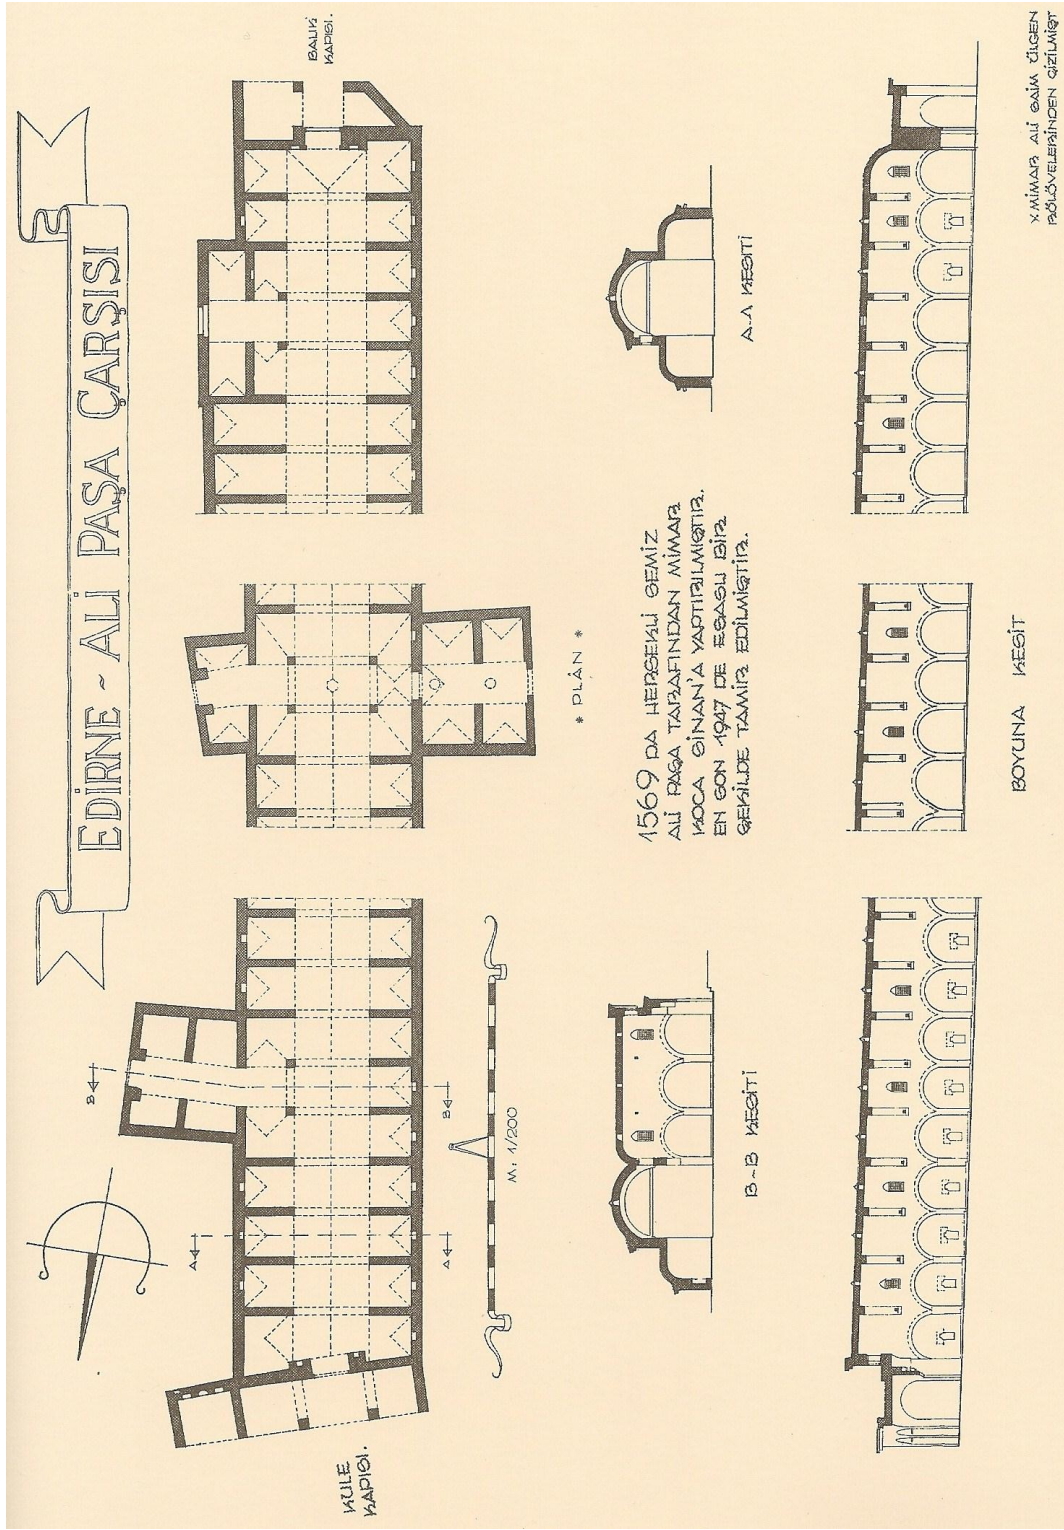 EDİRNE ~ ALİ PAŞA ÇARŞISI
KULE
KAPISI.
BALIK
KAPISI.
B
B
A
A
* PLÂN *
M: 1/200
1569 DA HERSEKLİ SEMİZ
ALİ PAŞA TARAFINDAN MİMAR
KOCA SİNAN'A YAPTIRILMIŞTIR.
EN SON 1947 DE ESASLI BİR
ŞEKİLDE TAMİR EDİLMİŞTİR.
B~B KESİTİ
A-A KESİTİ
BOYUNA KESİT
X MİMAR ALİ SAİM ÜLGEN
RÖLÖVELERİNDEN ÇİZİLMİŞT